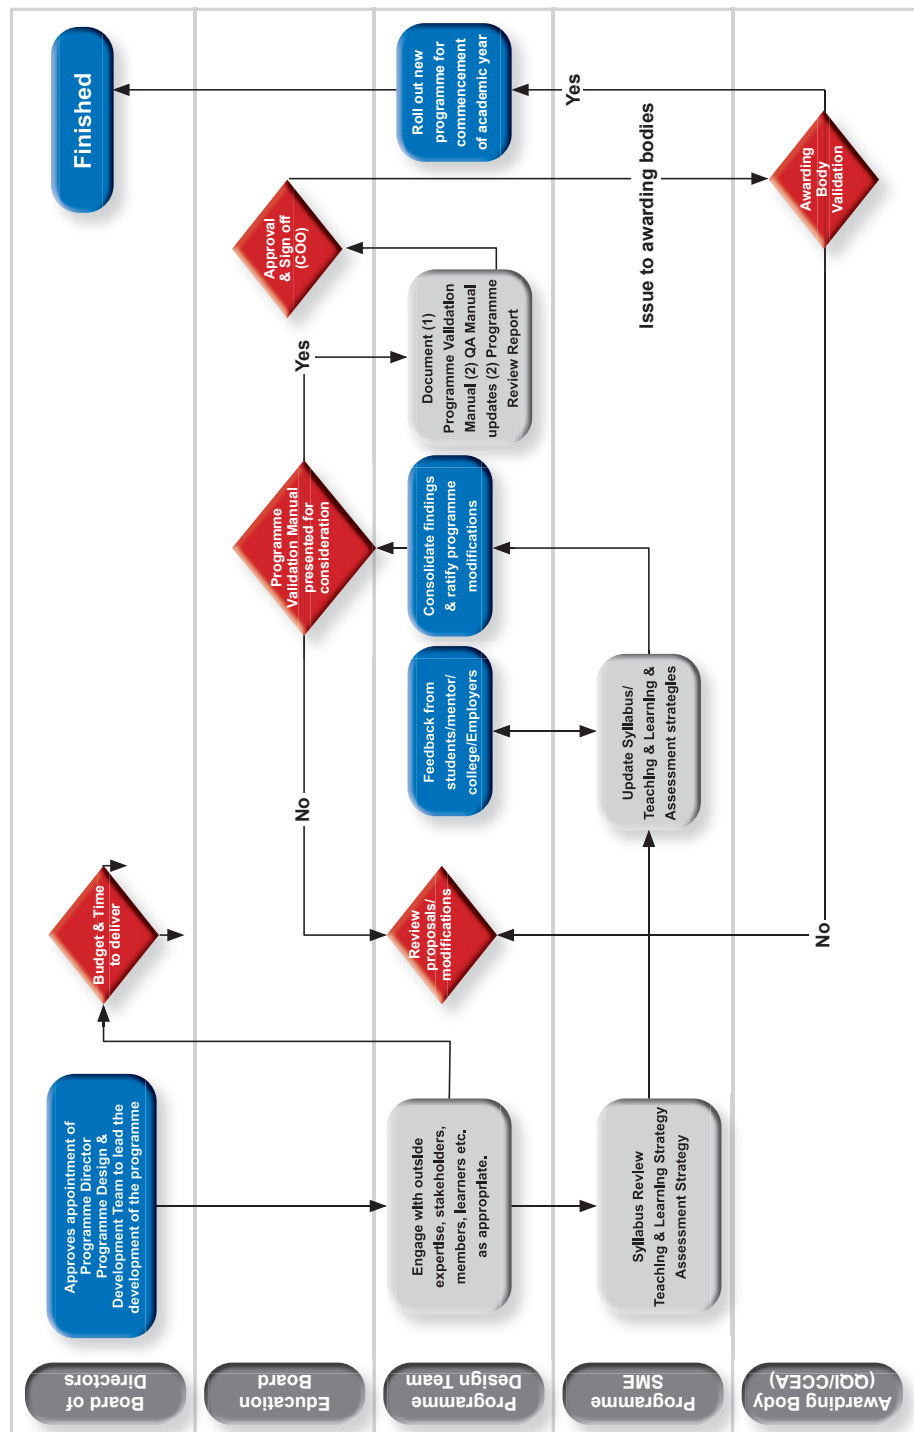 Board of
Directors
Approves appointment of
Programme Director
Programme Design &
Development Team to lead the
development of the programme
Budget & Time
to deliver
Finished
Education
Board
No
Programme
Validation Manual
presented for
consideration
Yes
Approval
& Sign off
(COO)
Programme
Design Team
Engage with outside
expertise, stakeholders,
members, learners etc.
as appropriate.
Review
proposals/
modifications
Feedback from
students/mentor/
college/Employers
Consolidate findings
& ratify programme
modifications
Document (1)
Programme Validation
Manual (2) QA Manual
updates (2) Programme
Review Report
Roll out new
programme for
commencement
of academic year
Programme
SME
Syllabus Review
Teaching & Learning Strategy
Assessment Strategy
Update Syllabus/
Teaching & Learning &
Assessment strategies
Issue to awarding bodies
Yes
Awarding Body
(QQI/CCEA)
No
Awarding
Body
Validation